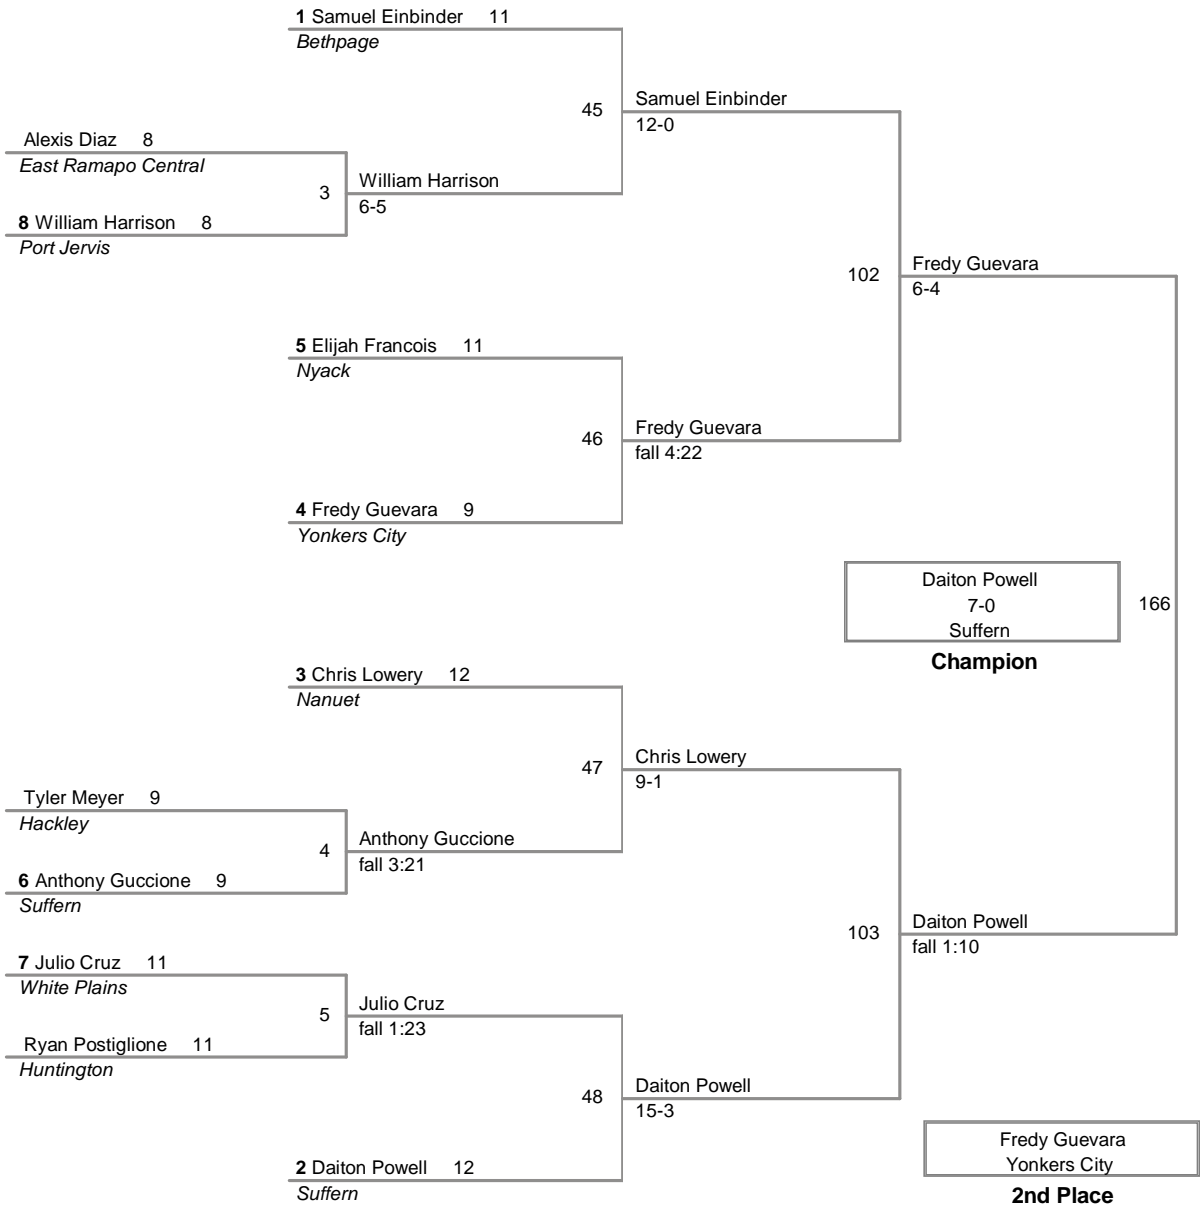 1 Samuel Einbinder 11
Bethpage
45
Samuel Einbinder
12-0
Alexis Diaz 8
East Ramapo Central
3
William Harrison
6-5
8 William Harrison 8
Port Jervis
102
Fredy Guevara
6-4
5 Elijah Francois 11
Nyack
46
Fredy Guevara
fall 4:22
4 Fredy Guevara 9
Yonkers City
Daiton Powell
7-0
Suffern
Champion
166
3 Chris Lowery 12
Nanuet
47
Chris Lowery
9-1
Tyler Meyer 9
Hackley
4
Anthony Guccione
fall 3:21
6 Anthony Guccione 9
Suffern
103
Daiton Powell
fall 1:10
7 Julio Cruz 11
White Plains
5
Julio Cruz
fall 1:23
Ryan Postiglione 11
Huntington
48
Daiton Powell
15-3
2 Daiton Powell 12
Suffern
Fredy Guevara
Yonkers City
2nd Place